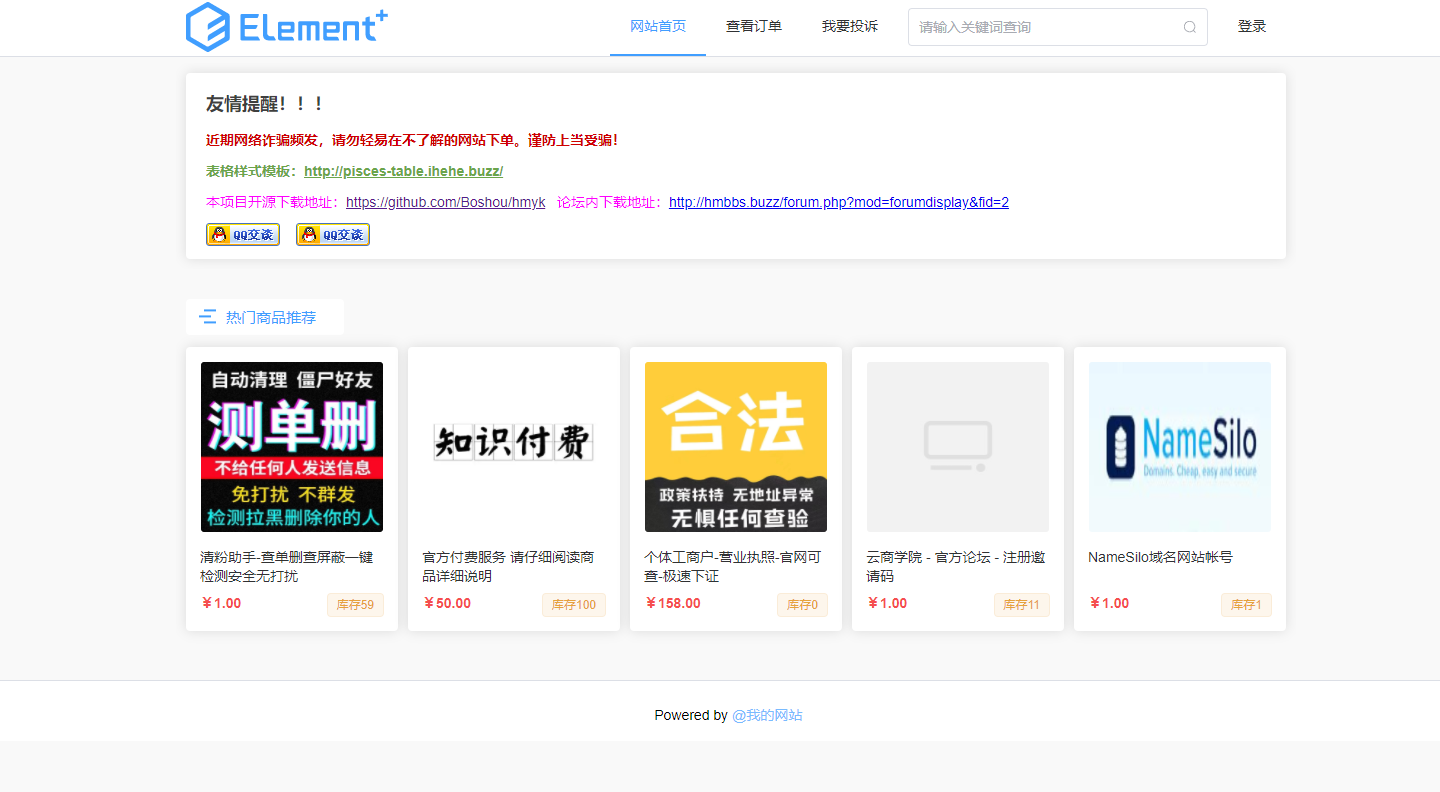 Element+
网站首页
查看订单
我要投诉
请输入关键词查询
登录
友情提醒！！！
近期网络诈骗频发，请勿轻易在不了解的网站下单。谨防上当受骗！
表格样式模板：http://pisces-table.ihehe.buzz/
本项目开源下载地址：https://github.com/Boshou/hmyk 论坛内下载地址：http://hmbbs.buzz/forum.php?mod=forumdisplay&fid=2
QQ交谈
QQ交谈
热门商品推荐
自动清理 僵尸好友
测单删
不给任何人发送信息
免打扰 不群发
检测拉黑删除你的人
清粉助手-查单删查屏蔽一键
检测安全无打扰
￥1.00
库存59
知识付费
官方付费服务 请仔细阅读商
品详细说明
￥50.00
库存100
合法
政策扶持 无地址异常
无惧任何查验
个体工商户-营业执照-官网可
查-极速下证
￥158.00
库存0
云商学院 - 官方论坛 - 注册邀
请码
￥1.00
库存11
NameSilo
Domains. Cheap, easy and secure
NameSilo域名网站帐号
￥1.00
库存1
Powered by @我的网站